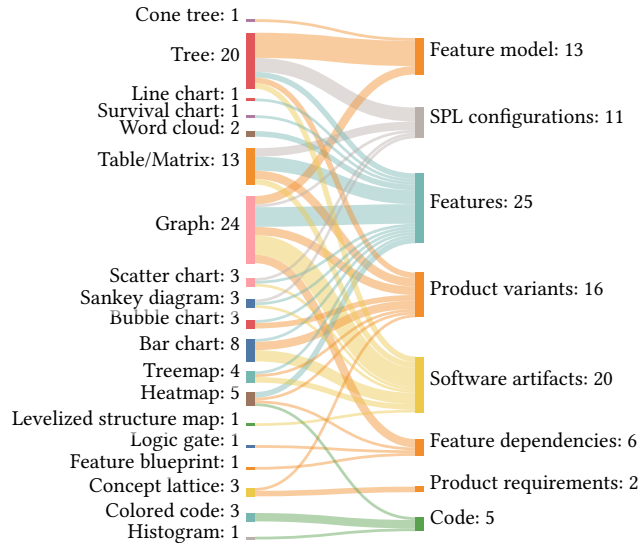 Cone tree: 1
Tree: 20
Line chart: 1
Survival chart: 1
Word cloud: 2
Table/Matrix: 13
Graph: 24
Scatter chart: 3
Sankey diagram: 3
Bubble chart: 3
Bar chart: 8
Treemap: 4
Heatmap: 5
Levelized structure map: 1
Logic gate: 1
Feature blueprint: 1
Concept lattice: 3
Colored code: 3
Histogram: 1
Feature model: 13
SPL configurations: 11
Features: 25
Product variants: 16
Software artifacts: 20
Feature dependencies: 6
Product requirements: 2
Code: 5